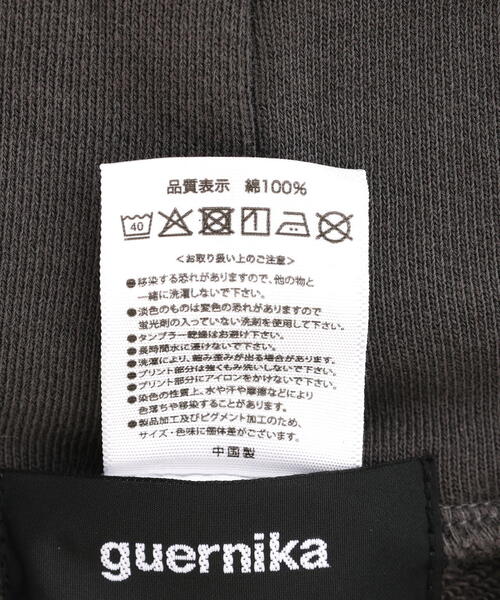 品質表示 綿100%
40
＜お取り扱い上のご注意＞
●移染する恐れがありますので、他の物と
一緒に洗濯しないで下さい。
●淡色のものは変色の恐れがありますので
蛍光剤の入っていない洗剤を使用して下さい。
●タンブラー乾燥はお避け下さい。
●長時間水に浸けないで下さい。
●洗濯により、縮み歪みが出る場合があります。
●プリント部分は強くもみ洗いしないで下さい。
●プリント部分にアイロンをかけないで下さい。
●染色の性質上、水や汗や摩擦などにより
色落ちや移染することがあります。
●製品加工及びピグメント加工のため、
サイズ・色味に個体差がございます。
中国製
guernika